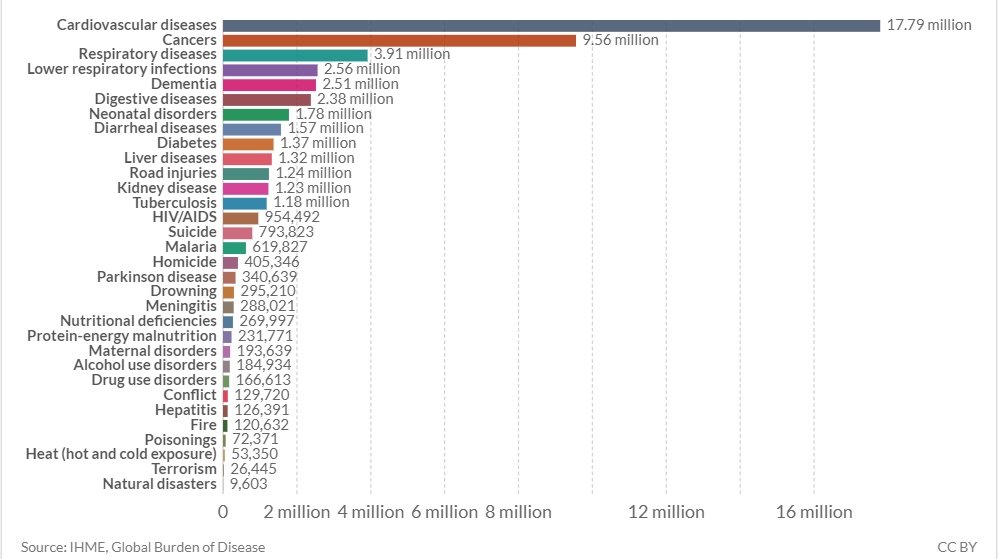 Cardiovascular diseases 17.79 million
Cancers 9.56 million
Respiratory diseases 3.91 million
Lower respiratory infections 2.56 million
Dementia 2.51 million
Digestive diseases 2.38 million
Neonatal disorders 1.78 million
Diarrheal diseases 1.57 million
Diabetes 1.37 million
Liver diseases 1.32 million
Road injuries 1.24 million
Kidney disease 1.23 million
Tuberculosis 1.18 million
HIV/AIDS 954,492
Suicide 793,823
Malaria 619,827
Homicide 405,346
Parkinson disease 340,639
Drowning 295,210
Meningitis 288,021
Nutritional deficiencies 269,997
Protein-energy malnutrition 231,771
Maternal disorders 193,639
Alcohol use disorders 184,934
Drug use disorders 166,613
Conflict 129,720
Hepatitis 126,391
Fire 120,632
Poisonings 72,371
Heat (hot and cold exposure) 53,350
Terrorism 26,445
Natural disasters 9,603
0 2 million 4 million 6 million 8 million 12 million 16 million
Source: IHME, Global Burden of Disease CC BY